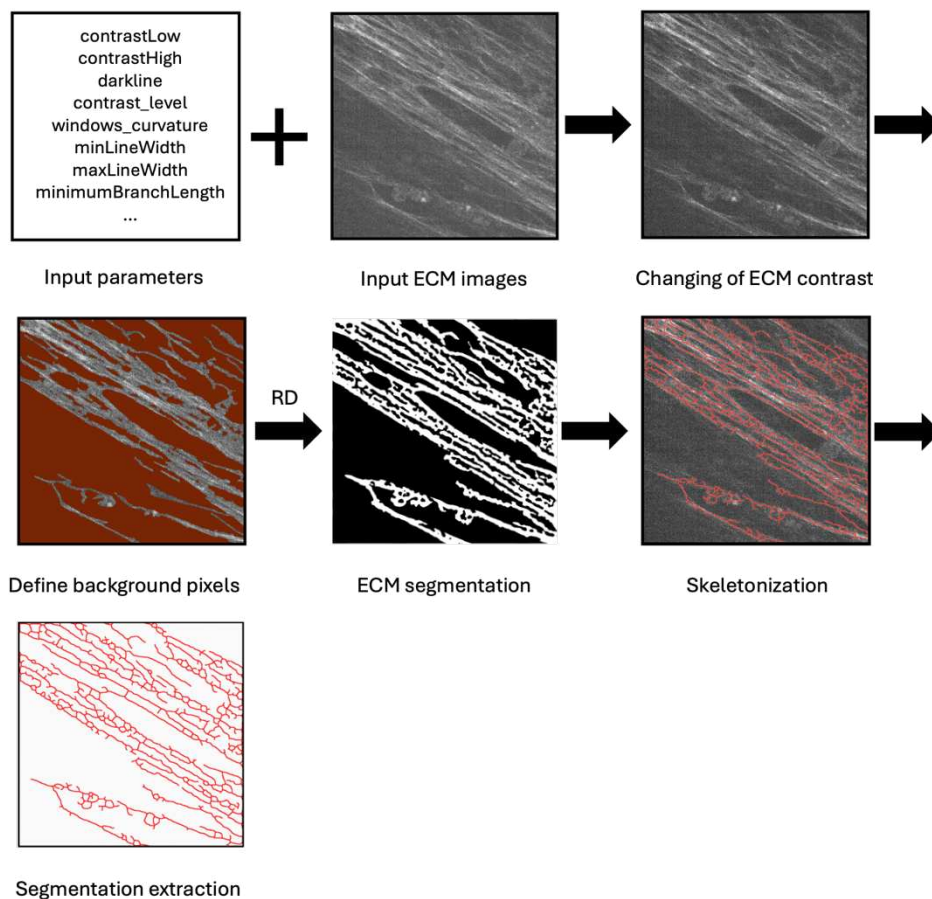 contrastLow
contrastHigh
darkline
contrast_level
windows_curvature
minLineWidth
maxLineWidth
minimumBranchLength
...
Input parameters
Input ECM images
Changing of ECM contrast
RD
Define background pixels
ECM segmentation
Skeletonization
Segmentation extraction